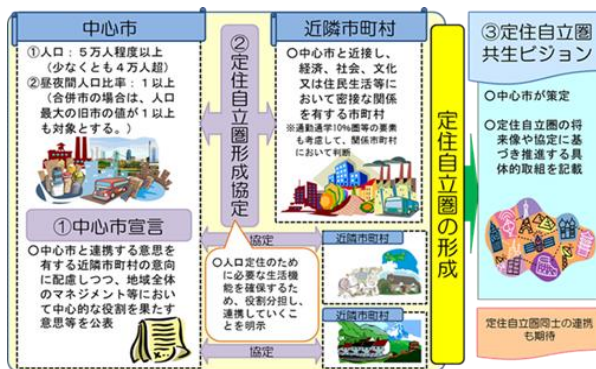 中心市
①人口：５万人程度以上
（少なくとも４万人超）
②昼夜間人口比率：１以上
（合併市の場合は、人口
最大の旧市の値が１以上
も対象とする。）
①中心市宣言
○中心市と連携する意思を
有する近隣市町村の意向
に配慮しつつ、地域全体
のマネジメント等におい
て中心的な役割を果たす
意思等を公表
②定住自立圏形成協定
○人口定住のため
に必要な生活機
能を確保するた
め、役割分担し、
連携していくこ
とを明示
協定
協定
近隣市町村
○中心市と近接し、
経済、社会、文化
又は住民生活等に
おいて密接な関係
を有する市町村
※通勤通学10%圏等の要素
も考慮して、関係市町村
において判断
近隣市町村
近隣市町村
定住自立圏の形成
③定住自立圏
共生ビジョン
○中心市が策定
○定住自立圏の将
来像や協定に基
づき推進する具
体的取組を記載
定住自立圏同士の連携
も期待